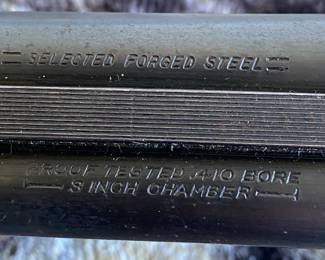 SELECTED FORGED STEEL
PROOF TESTED .410 BORE
3 INCH CHAMBER